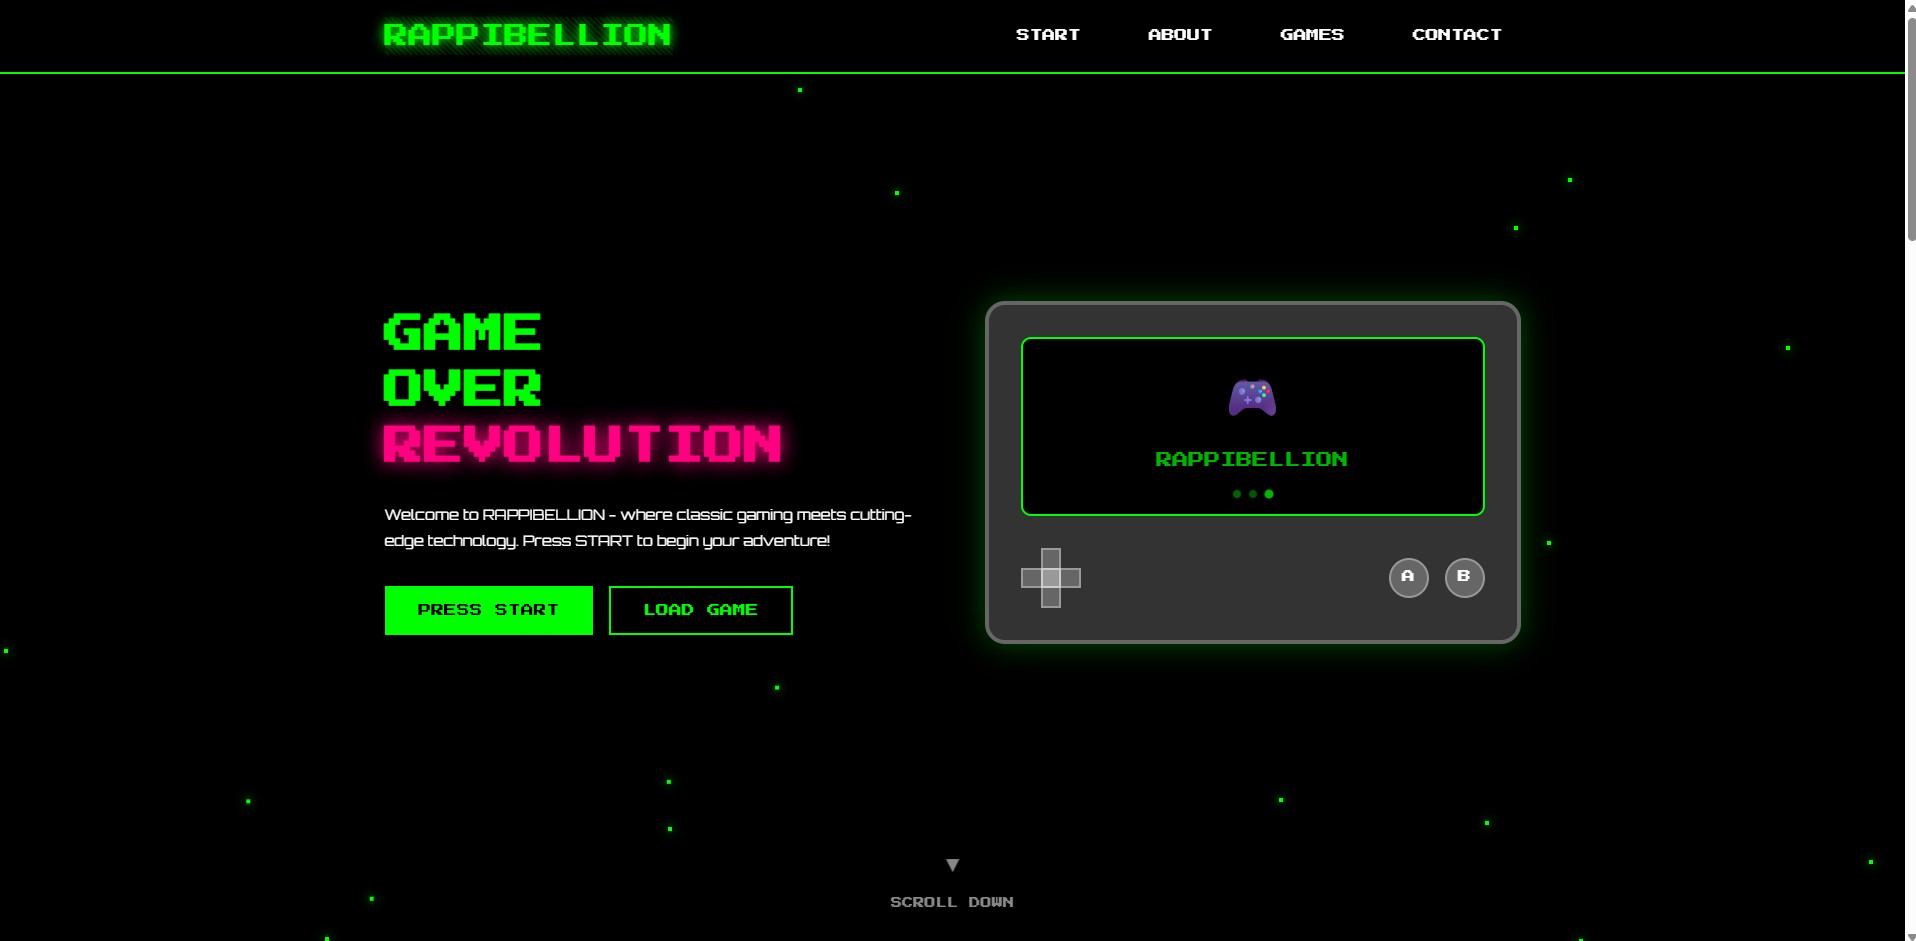 RAPPIBELLION
START ABOUT GAMES CONTACT
GAME
OVER
REVOLUTION
Welcome to RAPPIBELLION - where classic gaming meets cutting-
edge technology. Press START to begin your adventure!
PRESS START LOAD GAME
RAPPIBELLION
A B
SCROLL DOWN